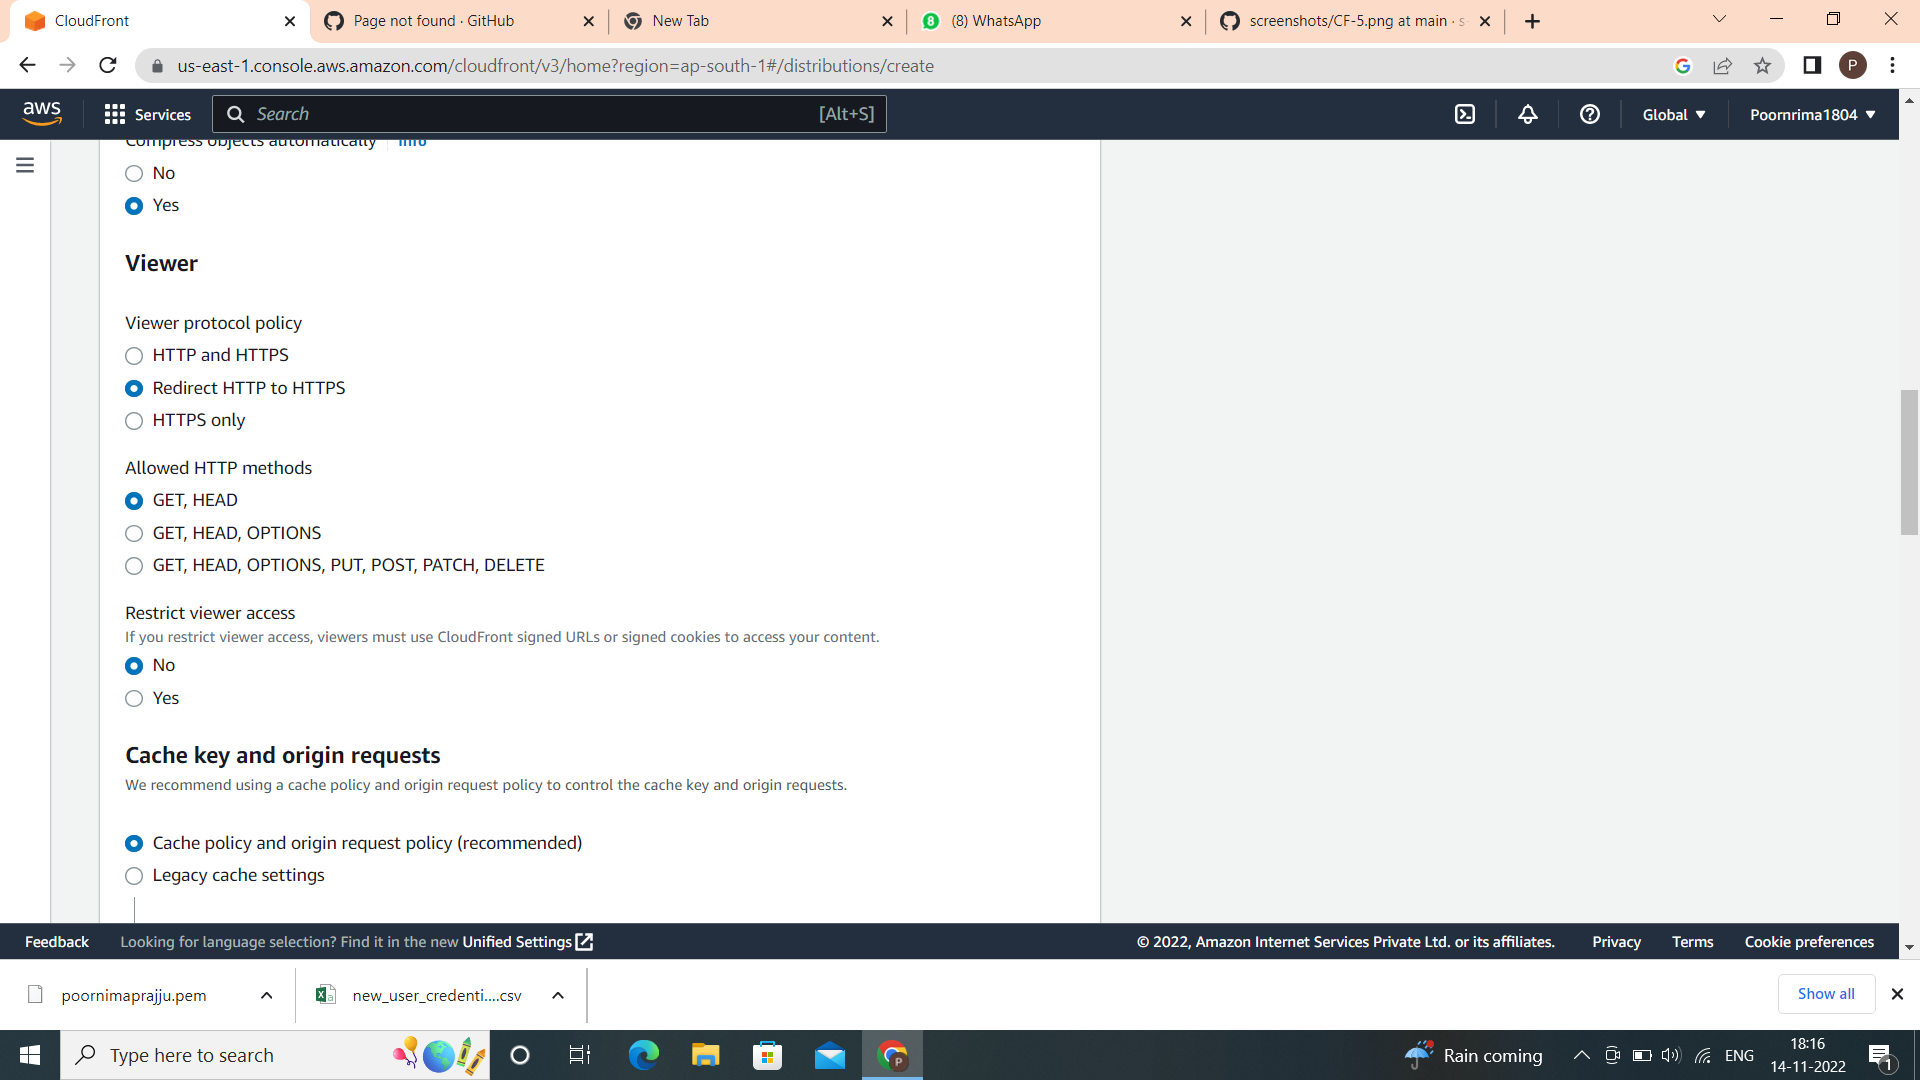 CloudFront
Page not found · GitHub
New Tab
8
(8) WhatsApp
screenshots/CF-5.png at main · s
us-east-1.console.aws.amazon.com/cloudfront/v3/home?region=ap-south-1#/distributions/create
P
aws
Services
Search
[Alt+S]
Global
Poornrima1804
Compress objects automatically
Info
No
Yes
Viewer
Viewer protocol policy
HTTP and HTTPS
Redirect HTTP to HTTPS
HTTPS only
Allowed HTTP methods
GET, HEAD
GET, HEAD, OPTIONS
GET, HEAD, OPTIONS, PUT, POST, PATCH, DELETE
Restrict viewer access
If you restrict viewer access, viewers must use CloudFront signed URLs or signed cookies to access your content.
No
Yes
Cache key and origin requests
We recommend using a cache policy and origin request policy to control the cache key and origin requests.
Cache policy and origin request policy (recommended)
Legacy cache settings
Feedback
Looking for language selection? Find it in the new Unified Settings
© 2022, Amazon Internet Services Private Ltd. or its affiliates.
Privacy
Terms
Cookie preferences
poornimaprajju.pem
new_user_credenti....csv
Show all
Type here to search
P
Rain coming
ENG
18:16
14-11-2022
1